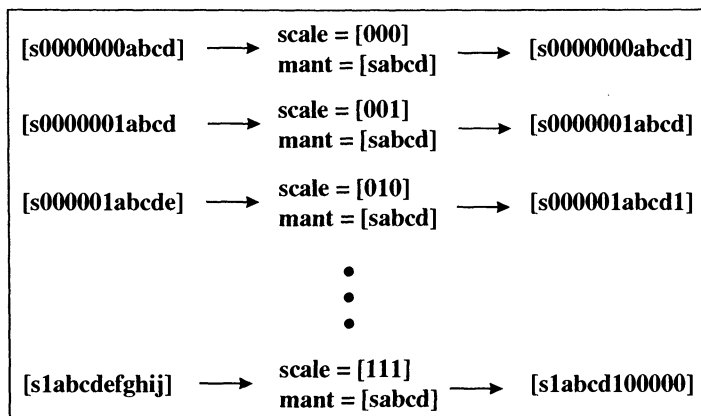 [s0000000abcd] → scale = [000] mant = [sabcd] → [s0000000abcd]
[s0000001abcd → scale = [001] mant = [sabcd] → [s0000001abcd]
[s000001abcde] → scale = [010] mant = [sabcd] → [s000001abcd1]
[s1abcdefghij] → scale = [111] mant = [sabcd] → [s1abcd100000]